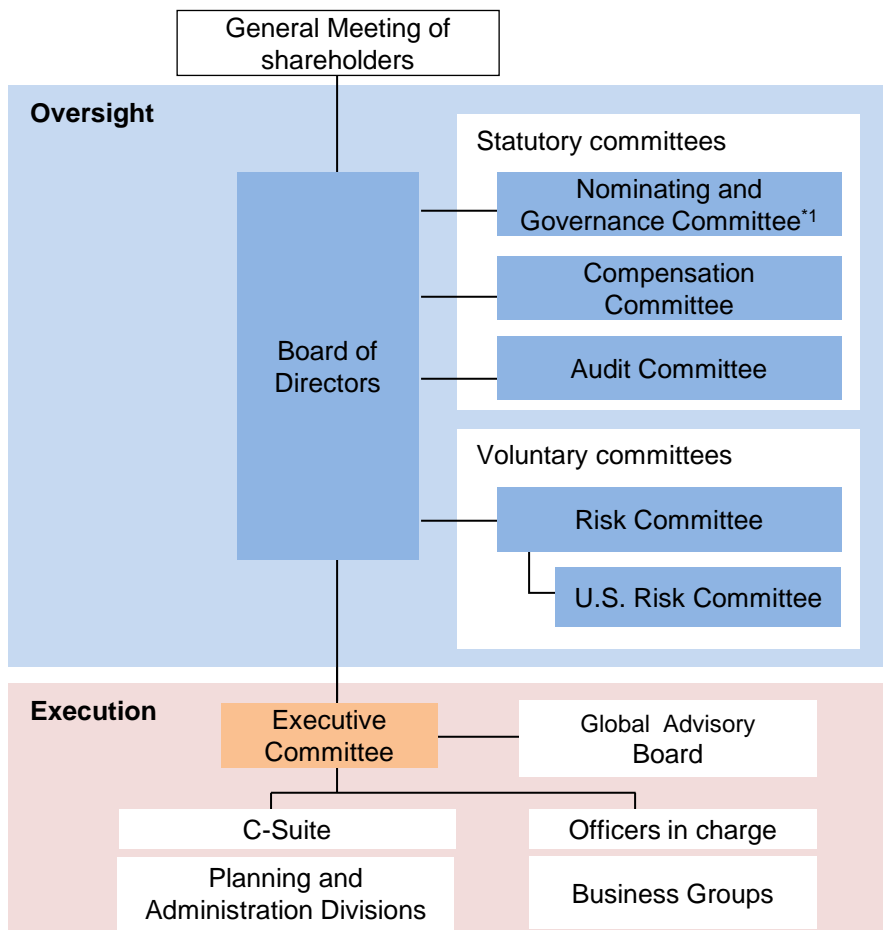 General Meeting of
shareholders
Oversight
Statutory committees
Nominating and
Governance Committee*1
Compensation
Committee
Board of
Directors
Audit Committee
Voluntary committees
Risk Committee
U.S. Risk Committee
Execution
Executive
Committee
Global Advisory
Board
C-Suite
Officers in charge
Planning and
Administration Divisions
Business Groups